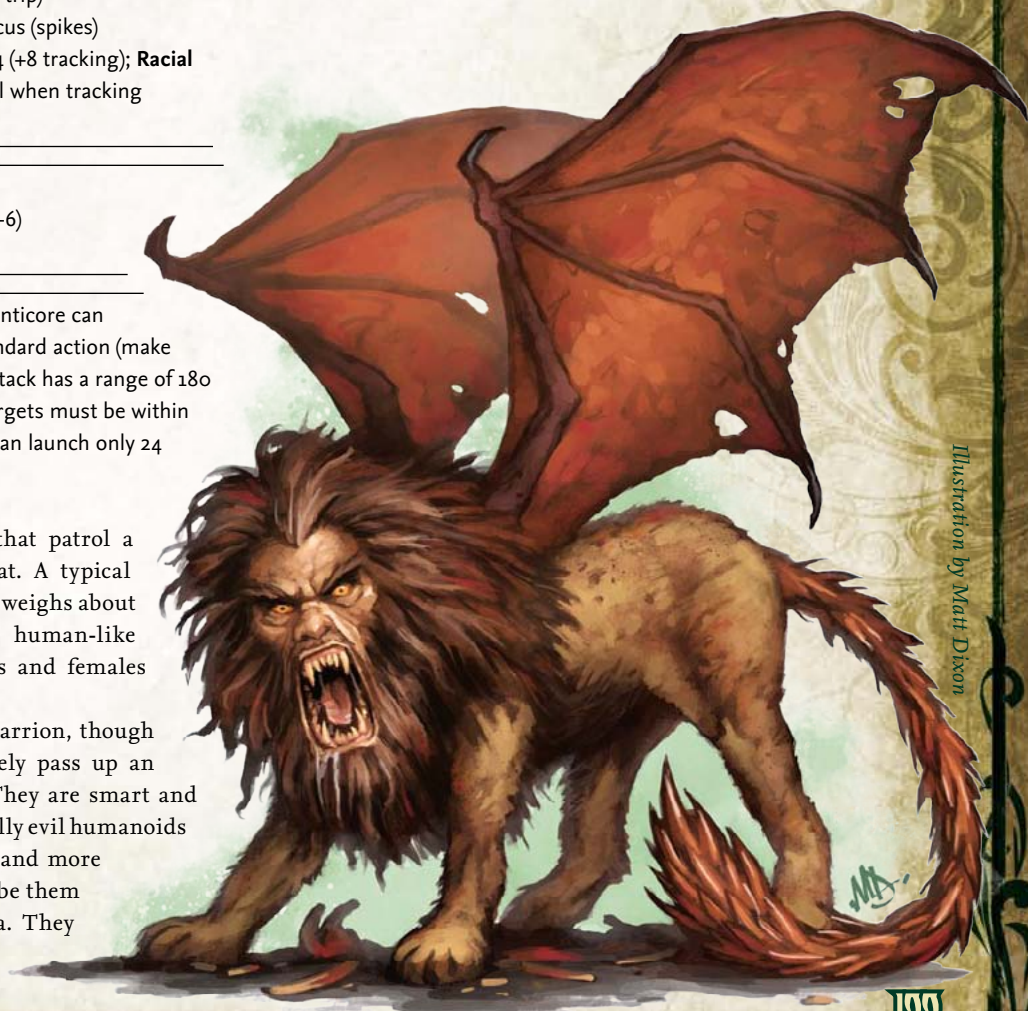 trip)
cus (spikes)
4 (+8 tracking); Racial
l when tracking
-6)
nticore can
ndard action (make
tack has a range of 180
rgets must be within
an launch only 24
that patrol a
at. A typical
weighs about
human-like
s and females
arrion, though
ely pass up an
They are smart and
lly evil humanoids
and more
be them
a. They
Illustration by Matt Dixon
MD.